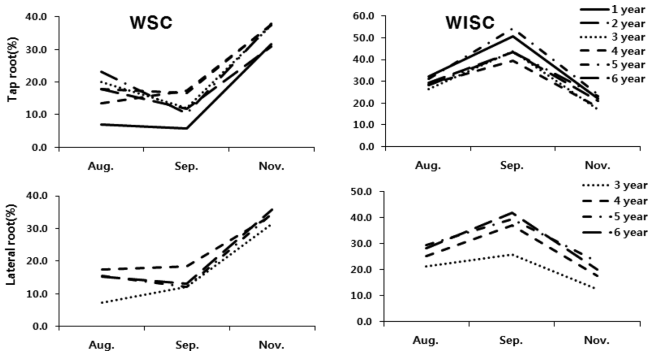 WSC
Tap root(%)
40.0
30.0
20.0
10.0
0.0
Aug. Sep. Nov.
WISC
60.0
50.0
40.0
30.0
20.0
10.0
0.0
Aug. Sep. Nov.
1 year
2 year
3 year
4 year
5 year
6 year
Lateral root(%)
40.0
30.0
20.0
10.0
0.0
Aug. Sep. Nov.
50.0
40.0
30.0
20.0
10.0
0.0
Aug. Sep. Nov.
3 year
4 year
5 year
6 year